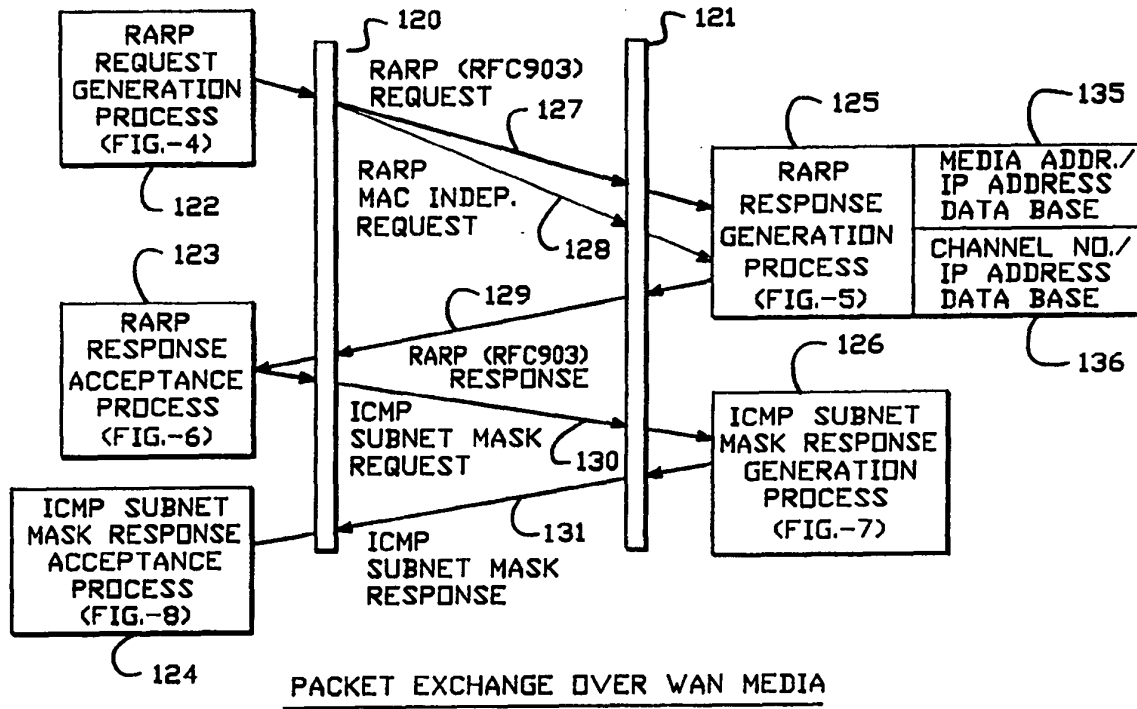 120
121
RARP
REQUEST
GENERATION
PROCESS
(FIG.-4)
122
RARP (RFC903)
REQUEST
127
RARP
MAC INDEP.
REQUEST
128
125
135
RARP
RESPONSE
GENERATION
PROCESS
(FIG.-5)
MEDIA ADDR./
IP ADDRESS
DATA BASE
CHANNEL NO./
IP ADDRESS
DATA BASE
136
123
RARP
RESPONSE
ACCEPTANCE
PROCESS
(FIG.-6)
129
RARP (RFC903)
RESPONSE
ICMP
SUBNET MASK
REQUEST
130
126
ICMP SUBNET
MASK RESPONSE
GENERATION
PROCESS
(FIG.-7)
ICMP SUBNET
MASK RESPONSE
ACCEPTANCE
PROCESS
(FIG.-8)
124
131
ICMP
SUBNET MASK
RESPONSE
PACKET EXCHANGE OVER WAN MEDIA